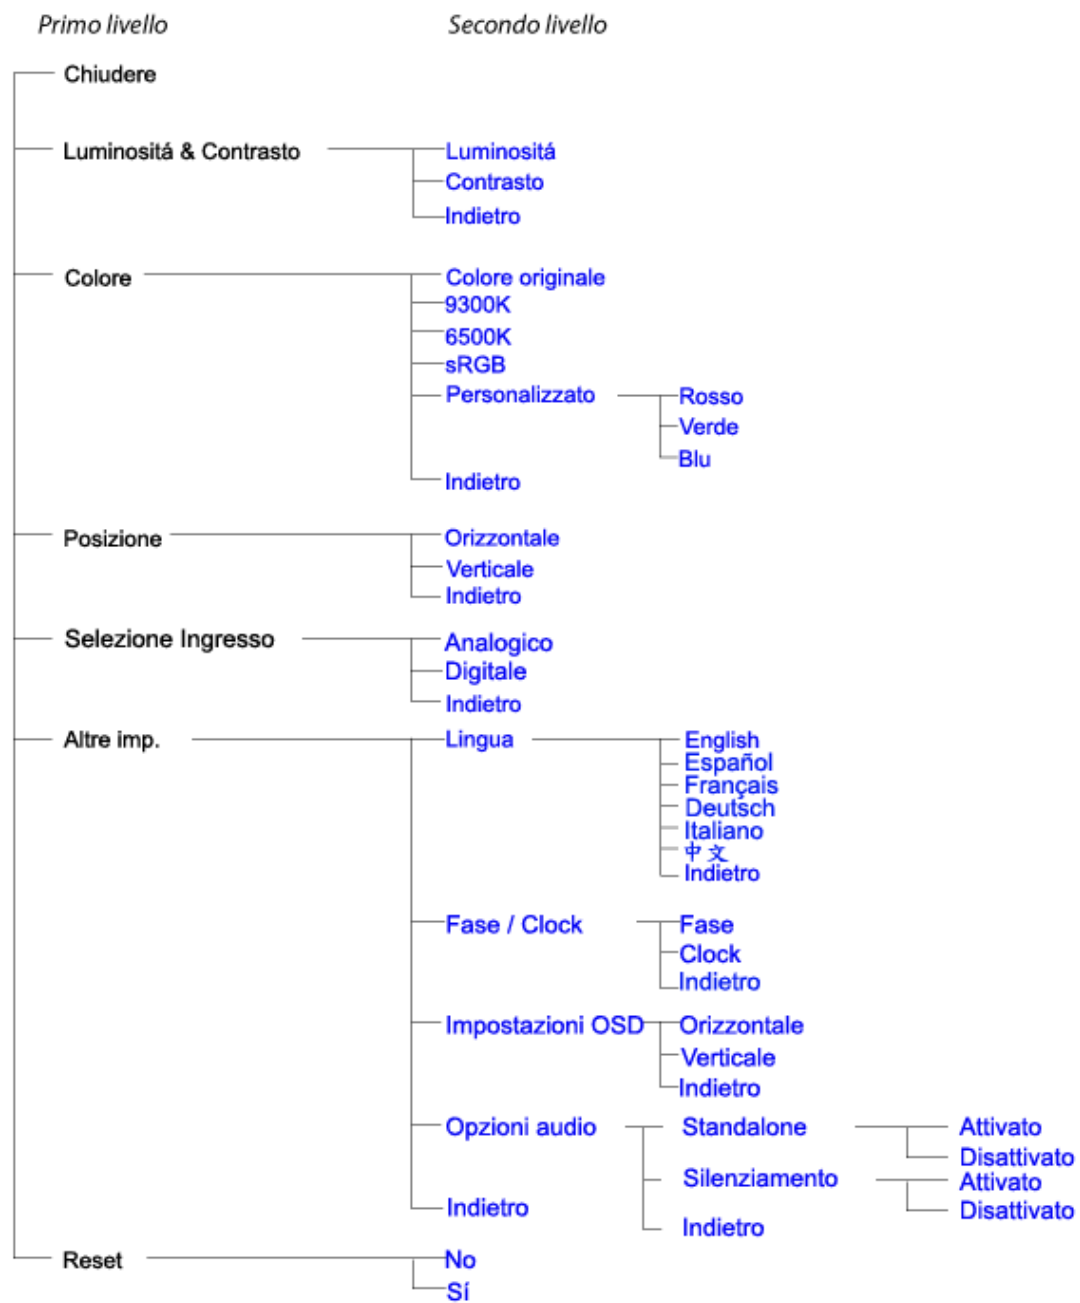 Primo livello Secondo livello
Chiudere
Luminositá & Contrasto Luminositá
Contrasto
Indietro
Colore Colore originale
9300K
6500K
sRGB
Personalizzato Rosso
Verde
Blu
Indietro
Posizione Orizzontale
Verticale
Indietro
Selezione Ingresso Analogico
Digitale
Indietro
Altre imp. Lingua English
Español
Français
Deutsch
Italiano
中文
Indietro
Fase / Clock Fase
Clock
Indietro
Impostazioni OSD Orizzontale
Verticale
Indietro
Opzioni audio Standalone Attivato
Disattivato
Silenziamento Attivato
Disattivato
Indietro Indietro
Reset No
Sí